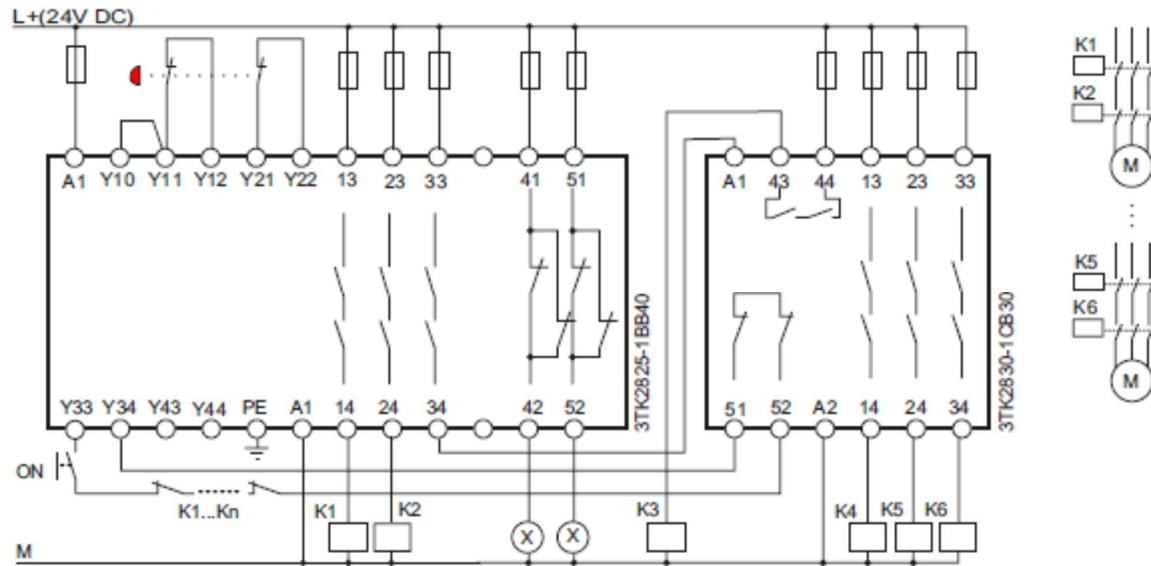 L+(24V DC)
A1 Y10 Y11 Y12 Y21 Y22 13 23 33 41 51
A1 43 44 13 23 33
3TK2825-1BB40
3TK2830-1CB30
Y33 Y34 Y43 Y44 PE A1 14 24 34 42 52
51 52 A2 14 24 34
ON
K1...Kn
K1 K2 X X K3 K4 K5 K6
M
K1
K2
M
K5
K6
M